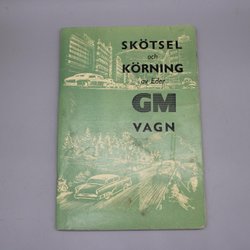 SKÖTSEL
och
KÖRNING
av Eder
GM
VAGN